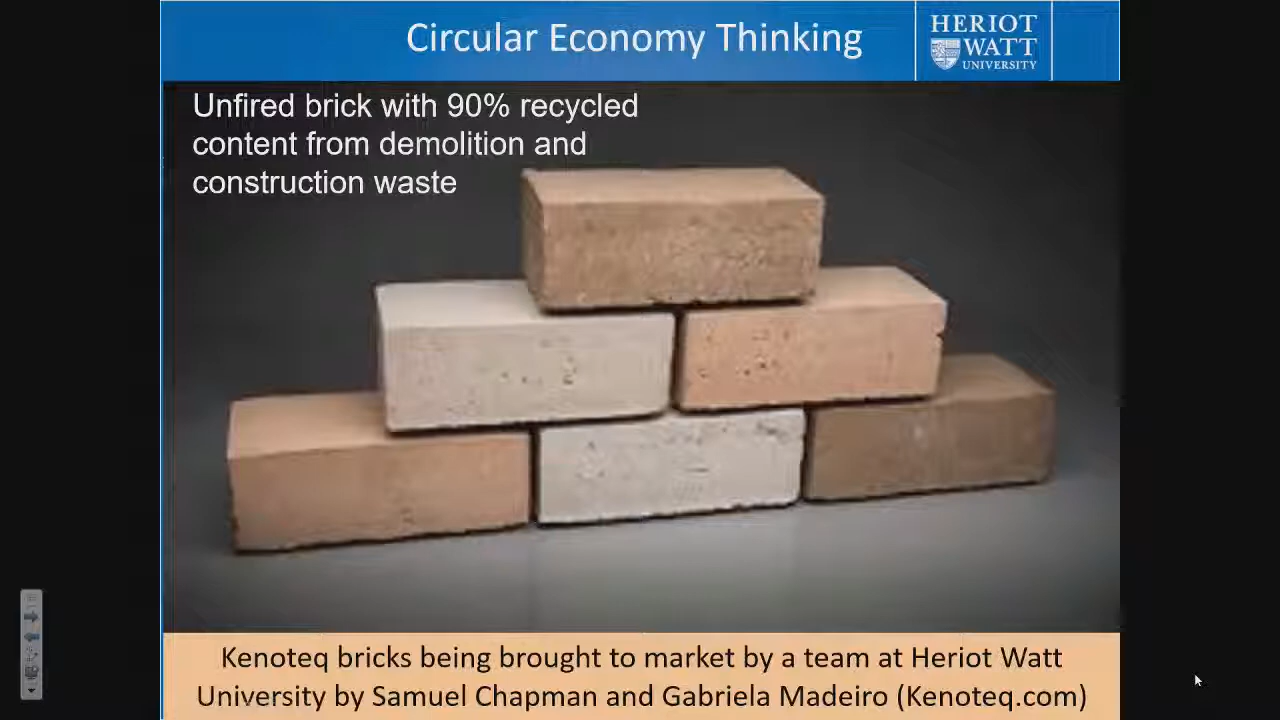 Circular Economy Thinking
HERIOT
WATT
UNIVERSITY
Unfired brick with 90% recycled
content from demolition and
construction waste
Kenoteq bricks being brought to market by a team at Heriot Watt
University by Samuel Chapman and Gabriela Madeiro (Kenoteq.com)